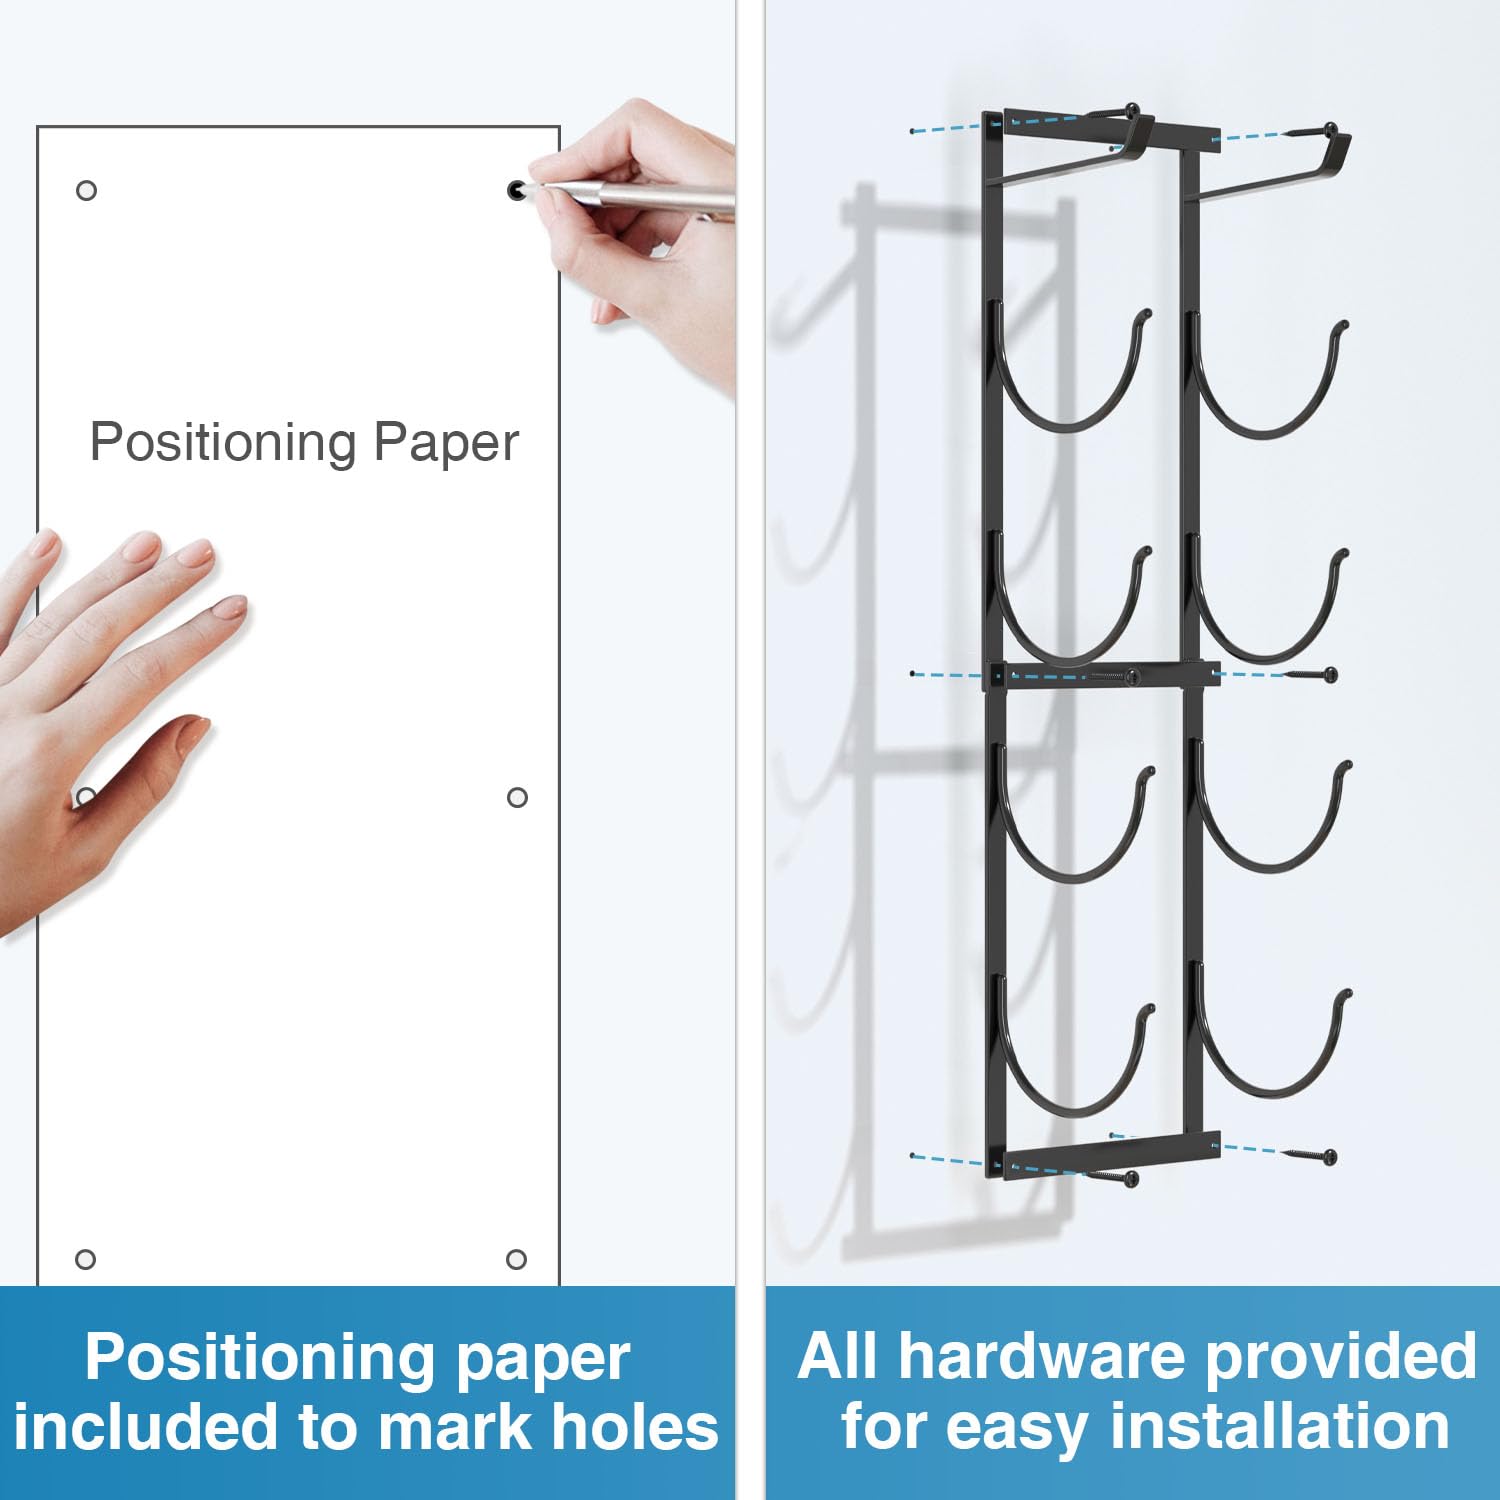 Positioning Paper
Positioning paper
included to mark holes
All hardware provided
for easy installation